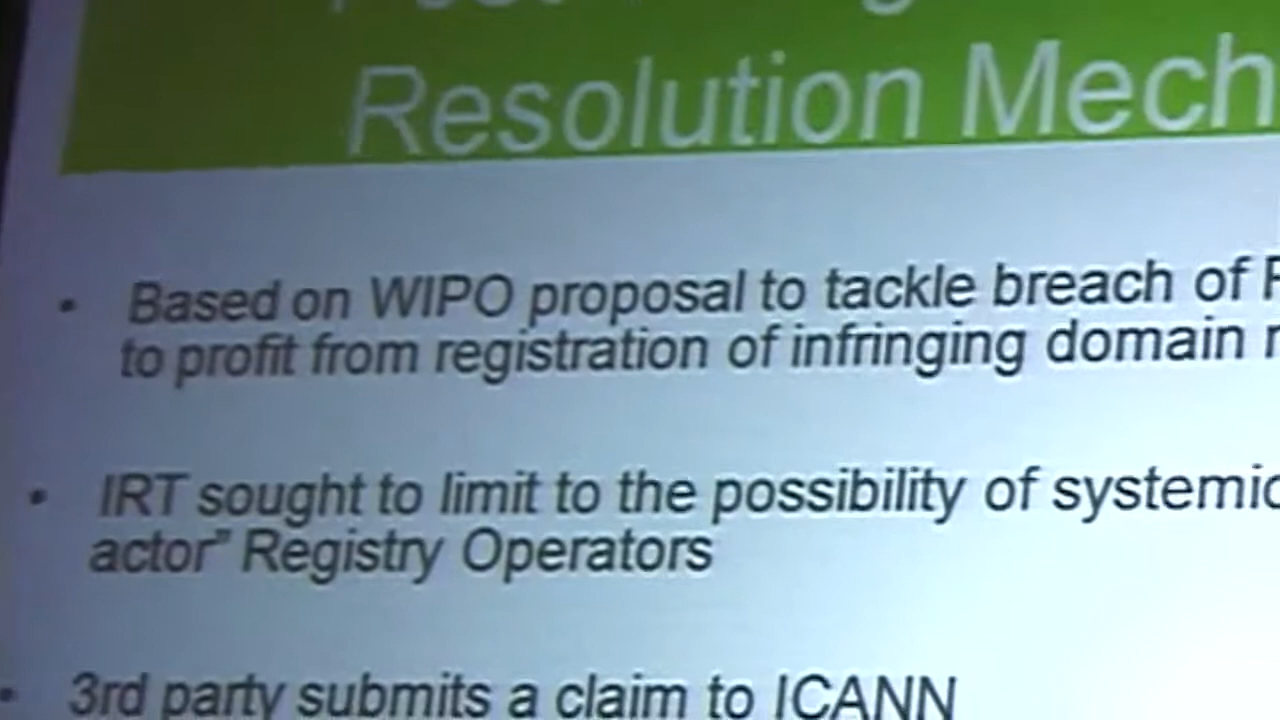 Resolution Mech
• Based on WIPO proposal to tackle breach of
to profit from registration of infringing domain
• IRT sought to limit to the possibility of systemic
actor” Registry Operators
• 3rd party submits a claim to ICANN